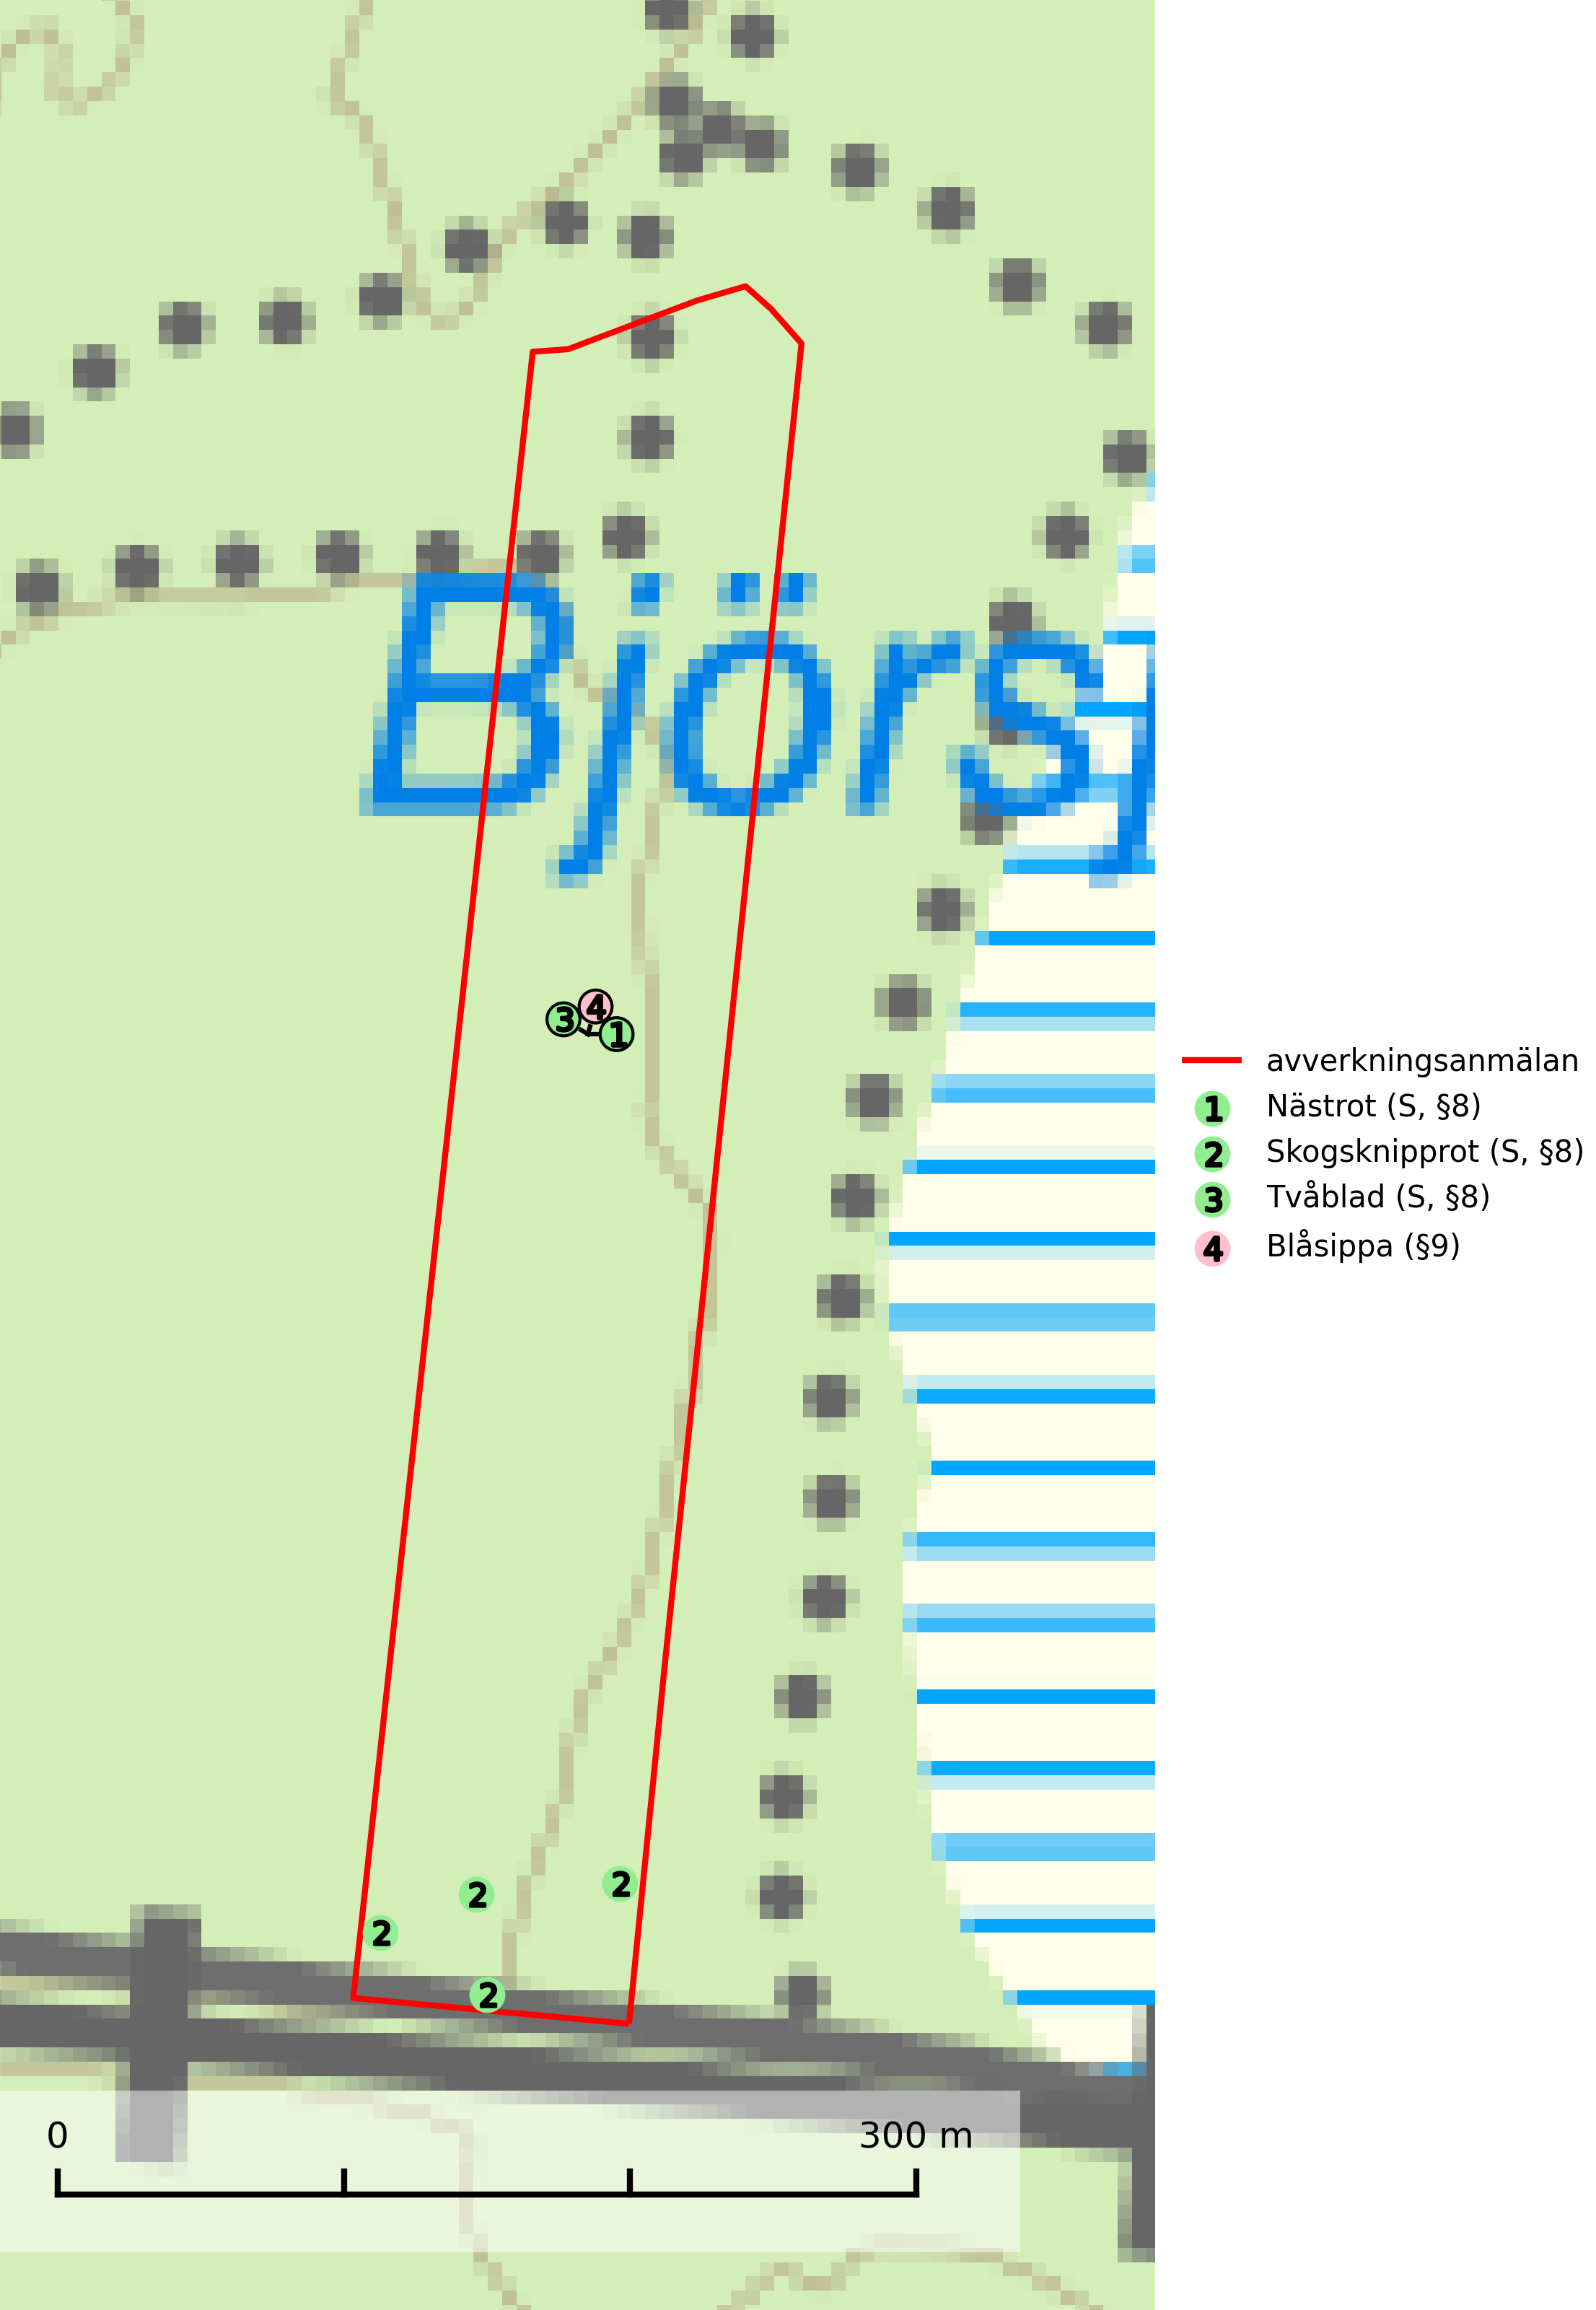 Björsj
3
4
1
2
2
2
2
0
300 m
avverkningsanmälan
1 Nästrot (S, §8)
2 Skogsknipprot (S, §8)
3 Tvåblad (S, §8)
4 Blåsippa (§9)